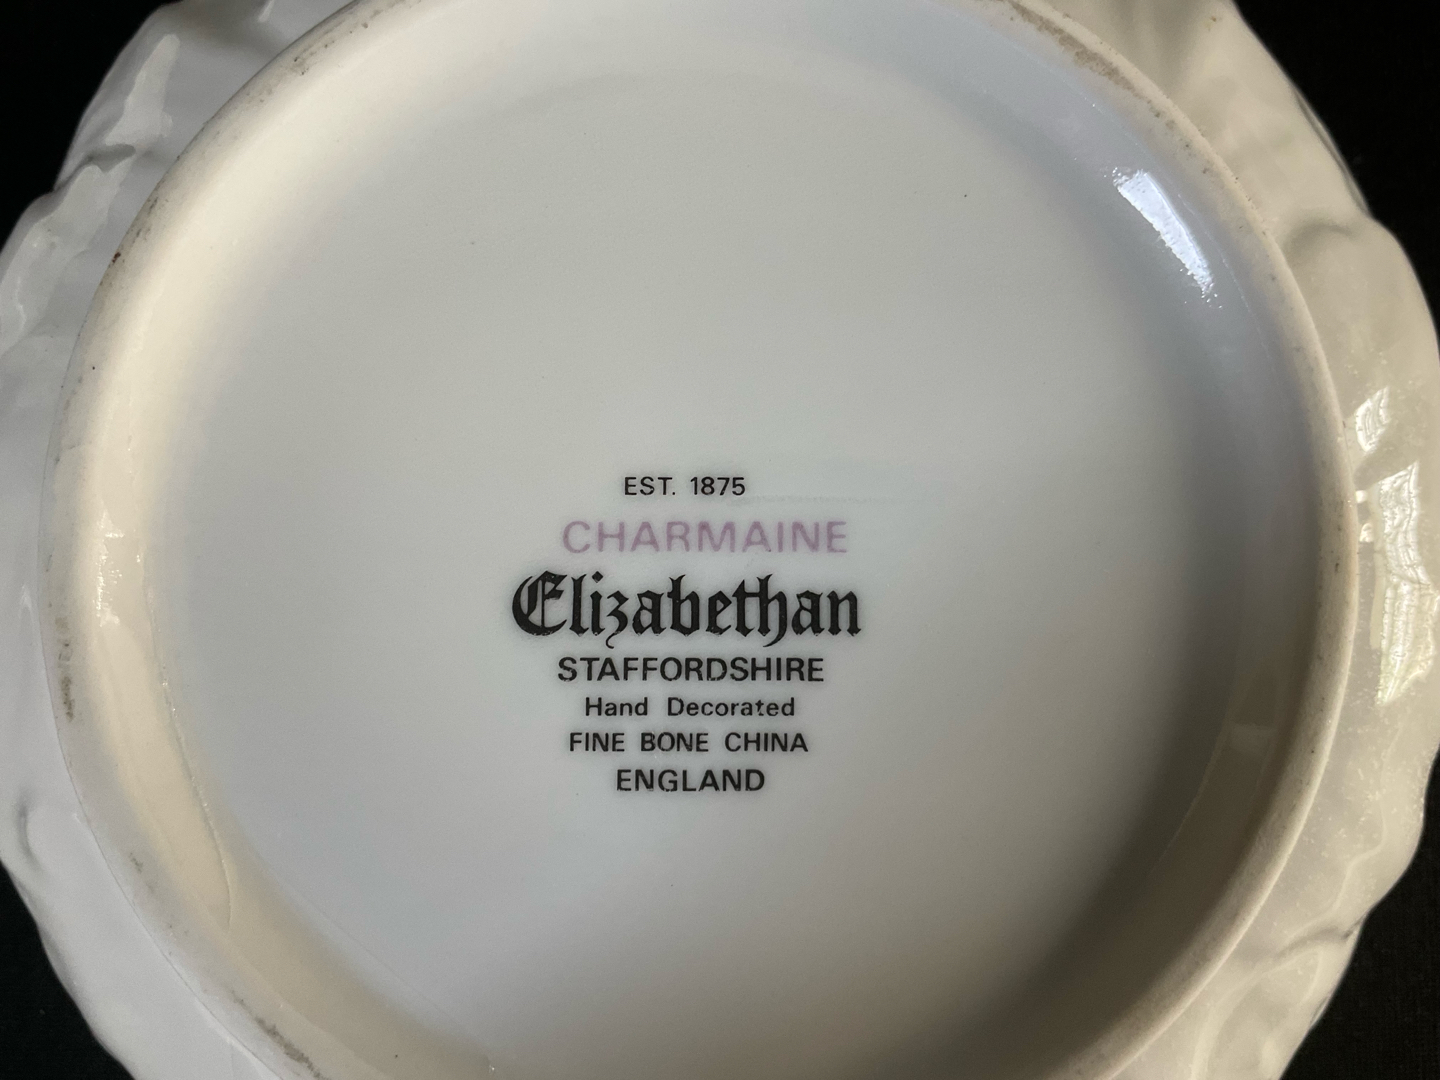 EST. 1875
CHARMAINE
Elizabethan
STAFFORDSHIRE
Hand Decorated
FINE BONE CHINA
ENGLAND